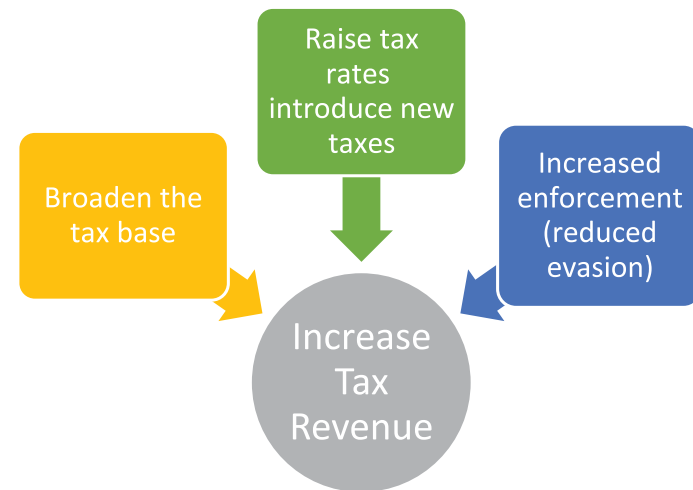 Raise tax
rates
introduce new
taxes
Broaden the
tax base
Increased
enforcement
(reduced
evasion)
Increase
Tax
Revenue